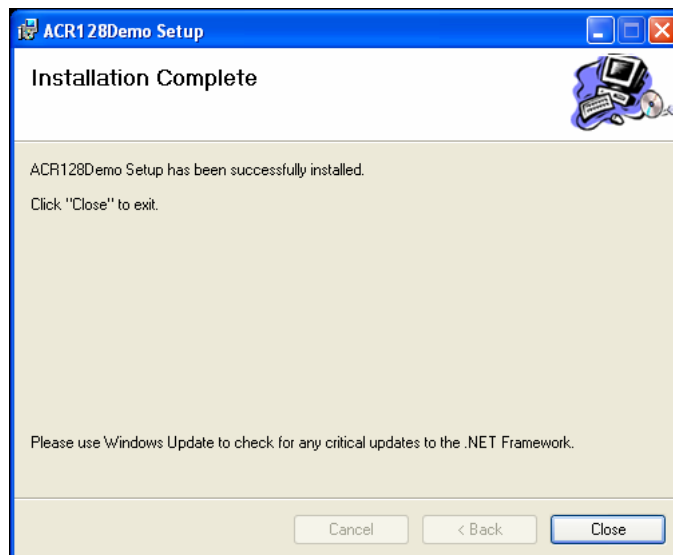 ACR128Demo Setup
Installation Complete
ACR128Demo Setup has been successfully installed.
Click "Close" to exit.
Please use Windows Update to check for any critical updates to the .NET Framework.
Cancel
< Back
Close